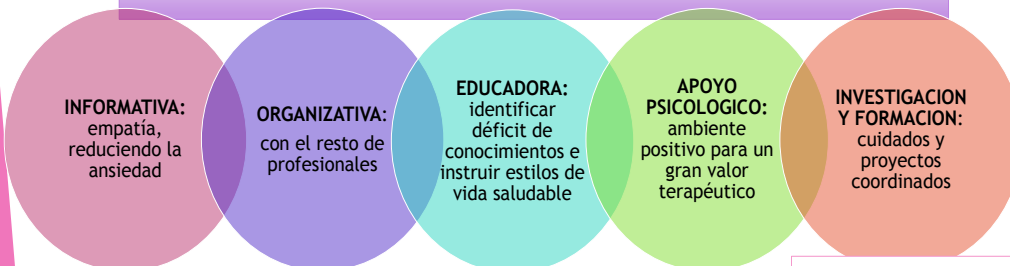 INFORMATIVA:
empatía,
reduciendo la
ansiedad
ORGANIZATIVA:
con el resto de
profesionales
EDUCADORA:
identificar
déficit de
conocimientos e
instruir estilos de
vida saludable
APOYO
PSICOLOGICO:
ambiente
positivo para un
gran valor
terapéutico
INVESTIGACION
Y FORMACION:
cuidados y
proyectos
coordinados